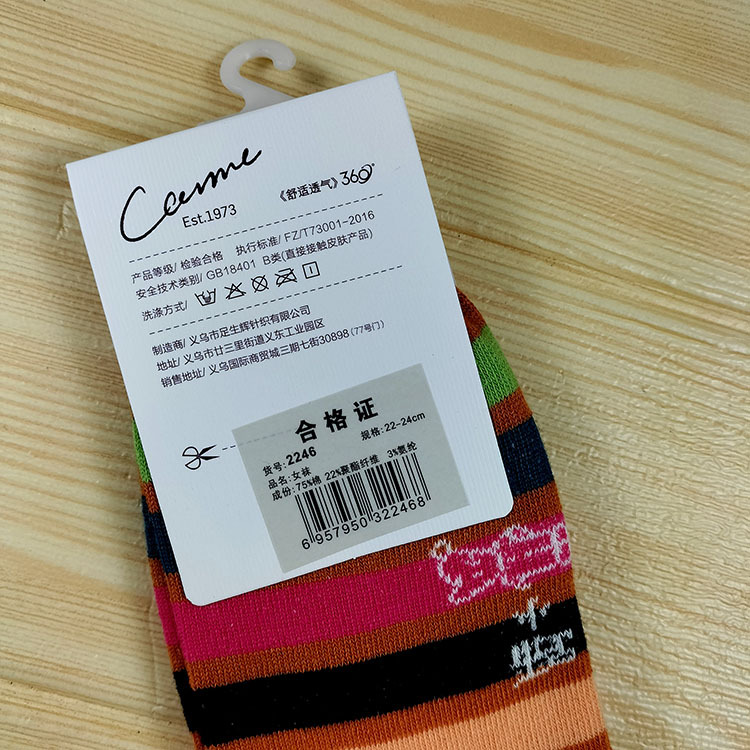 Carme
Est.1973
《舒适透气》360°
产品等级/ 检验合格 执行标准/ FZ/T73001-2016
安全技术类别/ GB18401 B类(直接接触皮肤产品)
洗涤方式/
制造商/ 义乌市足生辉针织有限公司
地址/ 义乌市廿三里街道义东工业园区
销售地址/ 义乌国际商贸城三期七街30898 (77号门)
合格证
货号: 2246 规格: 22-24cm
品名: 女袜
成份: 75%棉 22%聚酯纤维 3%氨纶
6 957950 322468